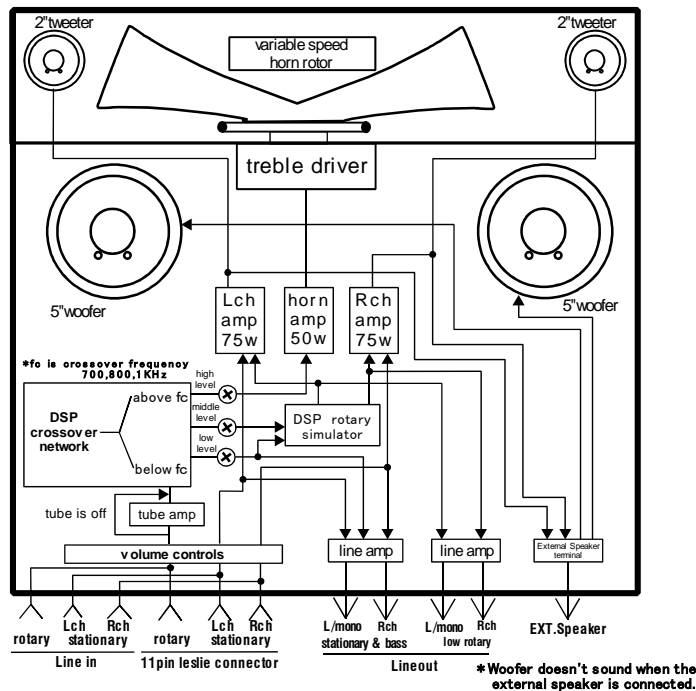 2"tweeter
2"tweeter
variable speed
horn rotor
treble driver
5"woofer
5"woofer
Lch
amp
75w
horn
amp
50w
Rch
amp
75w
*fc is crossover frequency
700,800,1KHz
DSP
crossover
network
above fc
below fc
high
level
middle
level
low
level
DSP rotary
simulator
tube is off
tube amp
volume controls
line amp
line amp
External Speaker
terminal
rotary
Lch
Rch
stationary
Line in
rotary
Lch
Rch
stationary
11pin leslie connector
L/mono
Rch
stationary & bass
L/mono
Rch
low rotary
Lineout
EXT.Speaker
*Woofer doesn't sound when the
external speaker is connected.